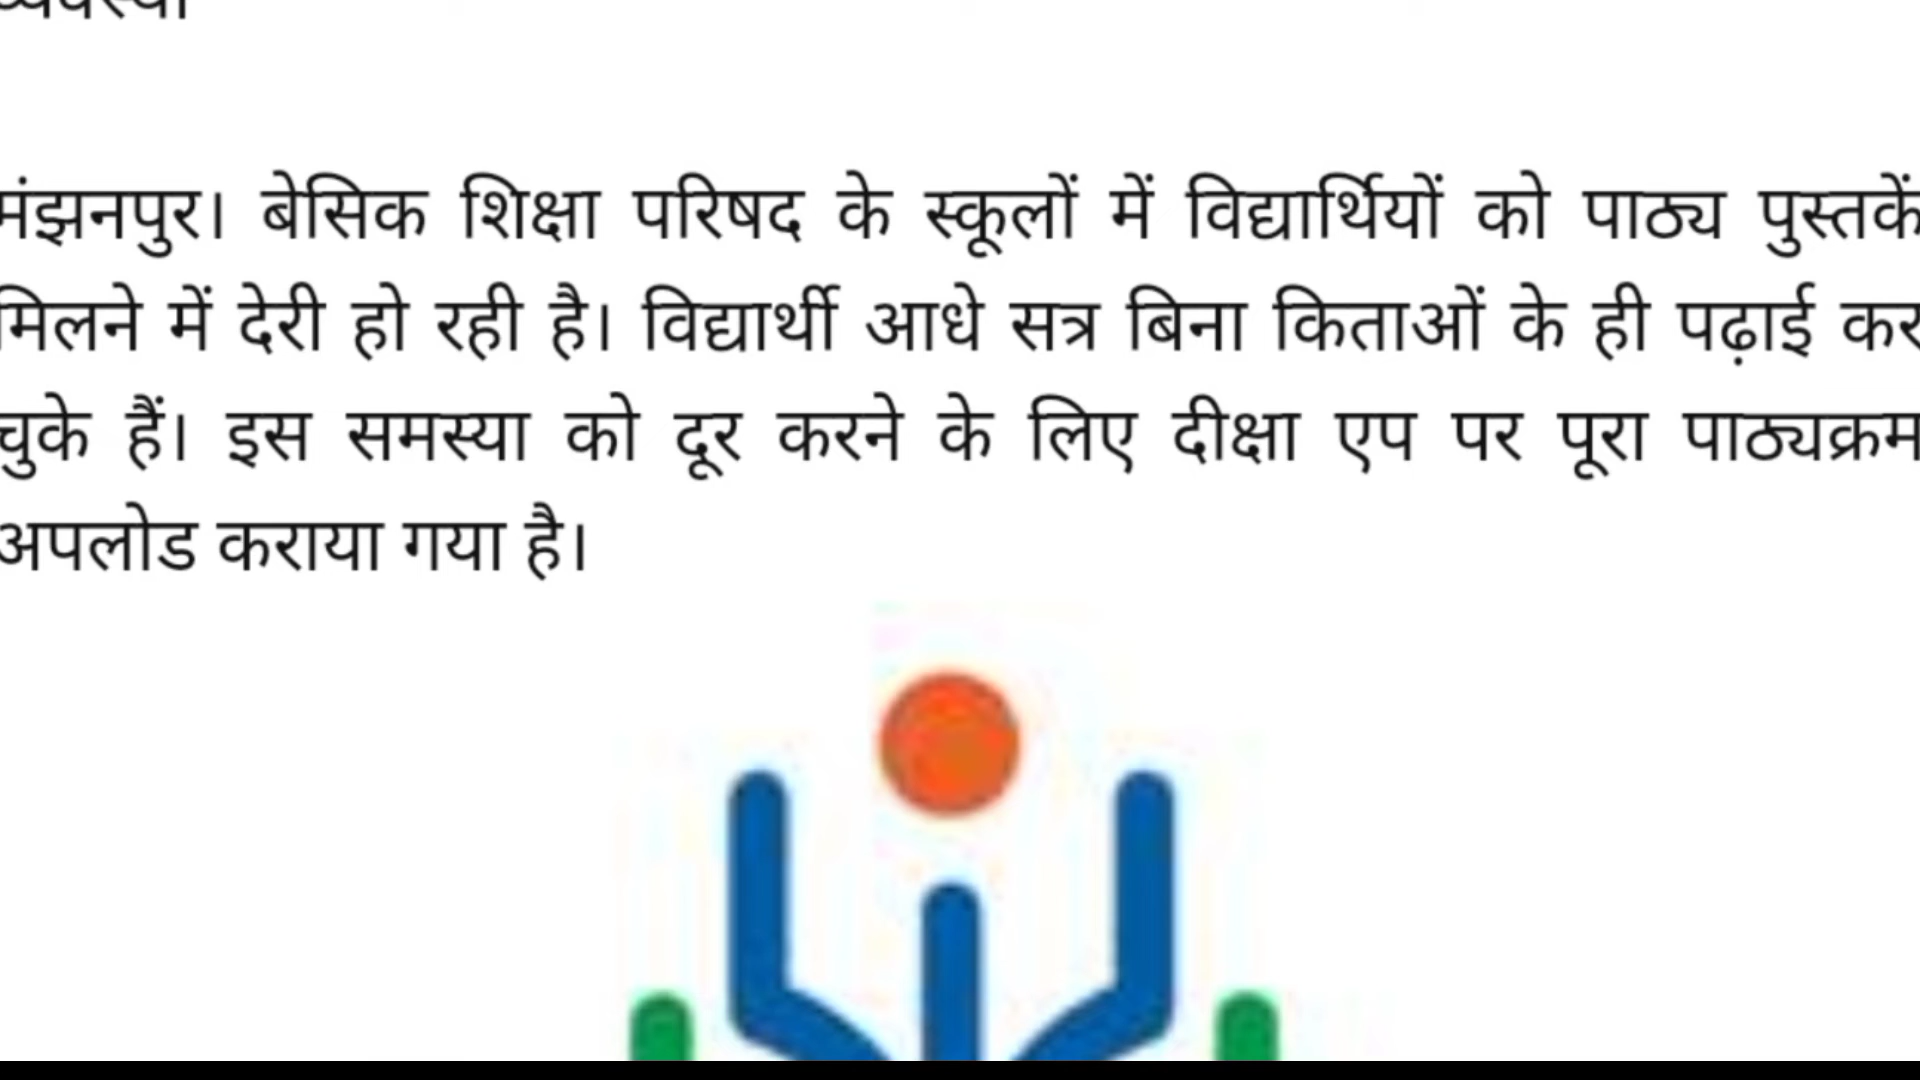 व्यवस्था
मंझनपुर। बेसिक शिक्षा परिषद के स्कूलों में विद्यार्थियों को पाठ्य पुस्तकें
मिलने में देरी हो रही है। विद्यार्थी आधे सत्र बिना किताओं के ही पढ़ाई कर
चुके हैं। इस समस्या को दूर करने के लिए दीक्षा एप पर पूरा पाठ्यक्रम
अपलोड कराया गया है।